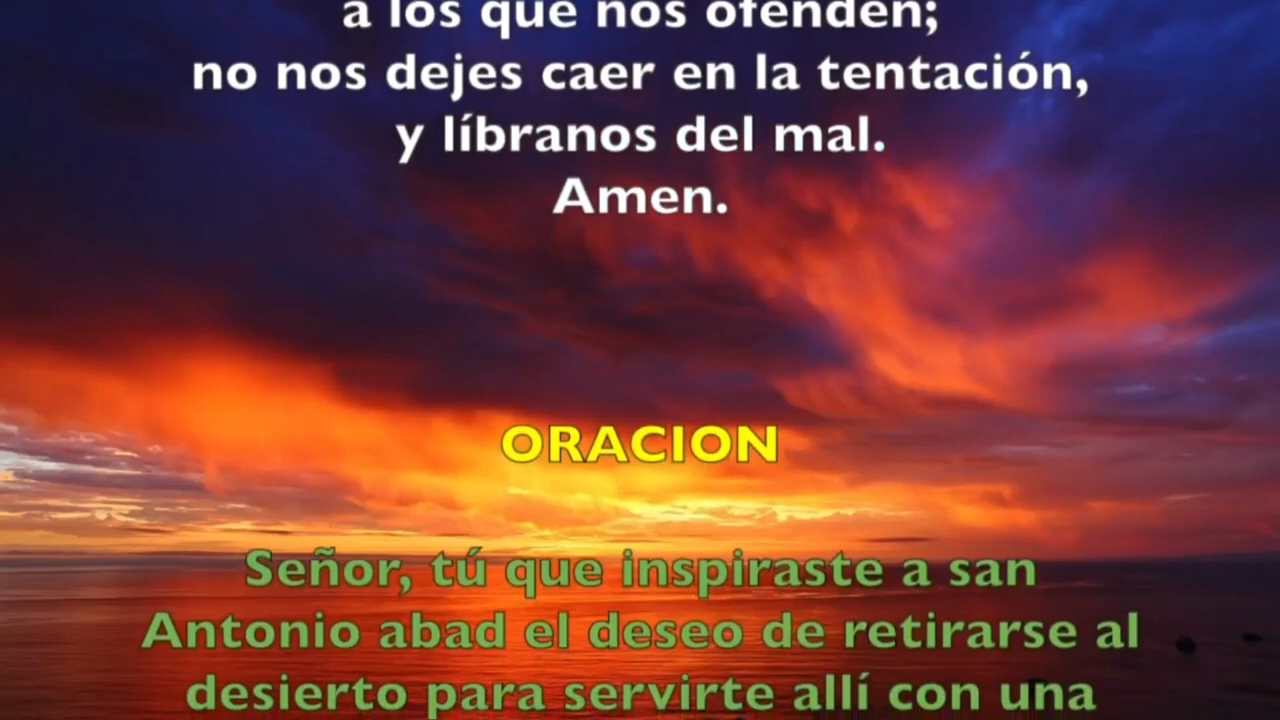 a los que nos ofenden;
no nos dejes caer en la tentación,
y líbranos del mal.
Amen.
ORACION
Señor, tú que inspiraste a san
Antonio abad el deseo de retirarse al
desierto para servirte allí con una